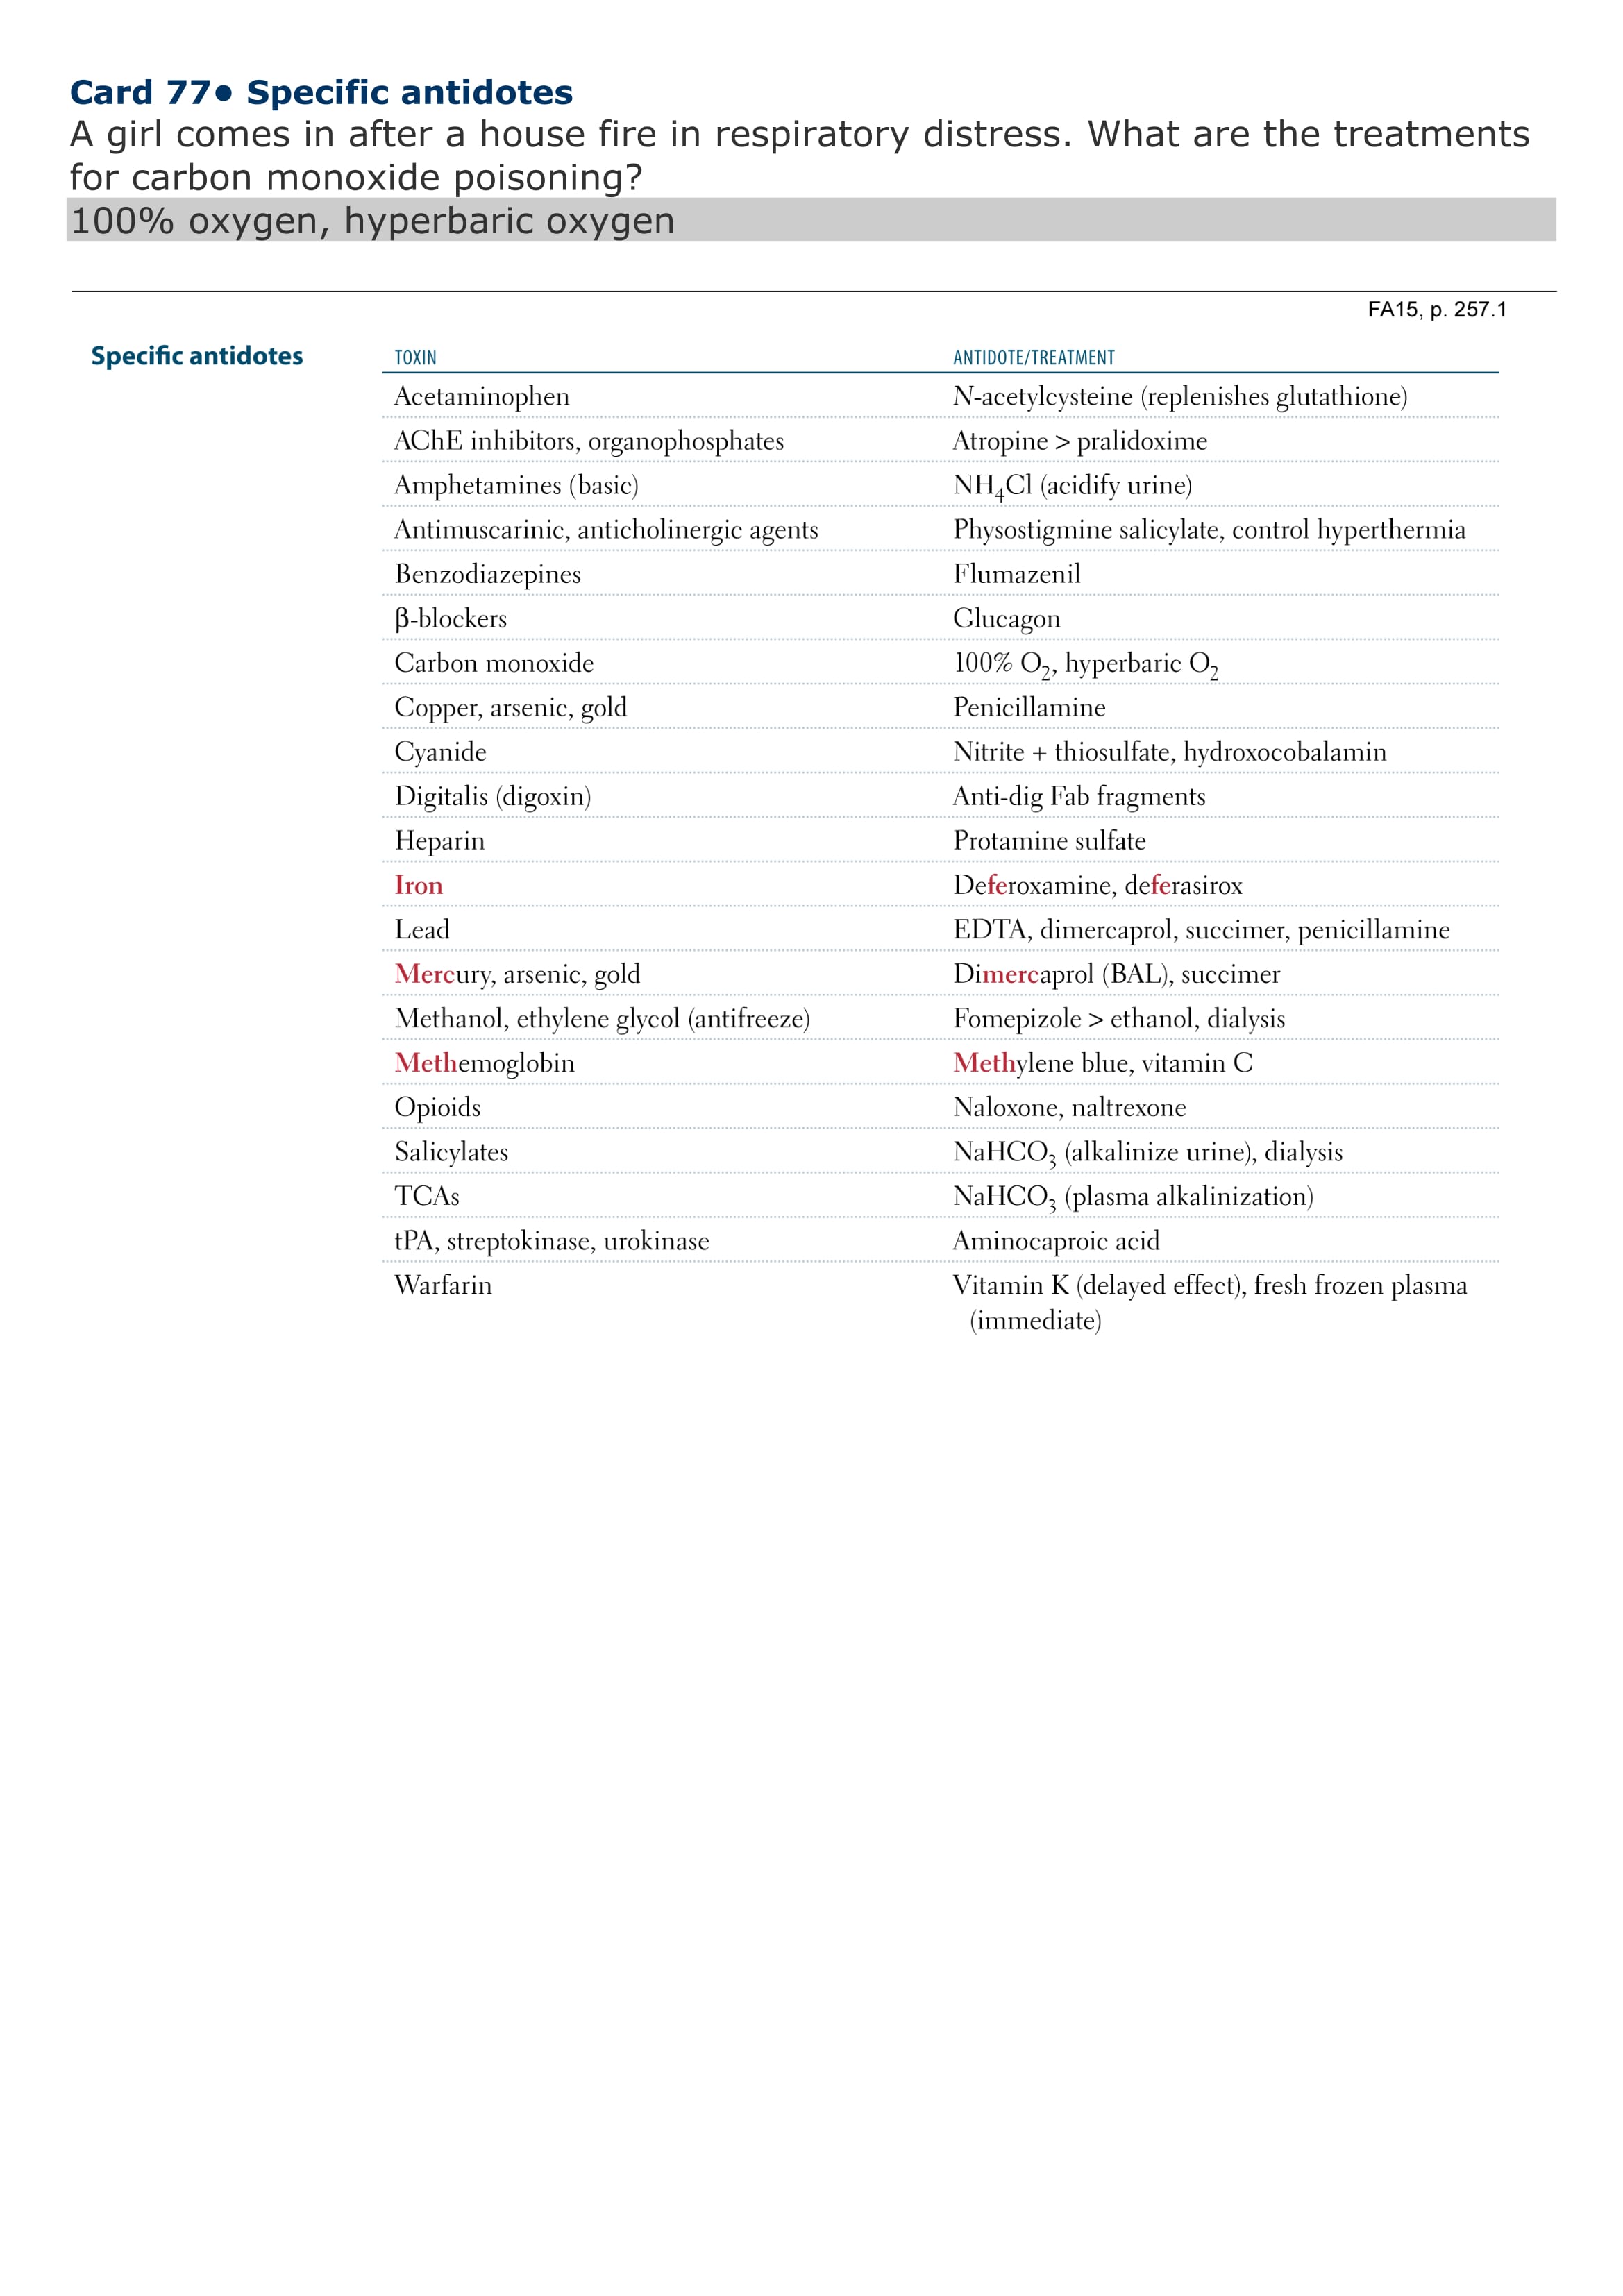 Card 77● Specific antidotes
A girl comes in after a house fire in respiratory distress. What are the treatments
for carbon monoxide poisoning?
100% oxygen, hyperbaric oxygen
FA15, p. 257.1
Specific antidotes TOXIN ANTIDOTE/TREATMENT
Acetaminophen N-acetylcysteine (replenishes glutathione)
AChE inhibitors, organophosphates Atropine > pralidoxime
Amphetamines (basic) NH₄Cl (acidify urine)
Antimuscarinic, anticholinergic agents Physostigmine salicylate, control hyperthermia
Benzodiazepines Flumazenil
β-blockers Glucagon
Carbon monoxide 100% O₂, hyperbaric O₂
Copper, arsenic, gold Penicillamine
Cyanide Nitrite + thiosulfate, hydroxocobalamin
Digitalis (digoxin) Anti-dig Fab fragments
Heparin Protamine sulfate
Iron Deferoxamine, deferasirox
Lead EDTA, dimercaprol, succimer, penicillamine
Mercury, arsenic, gold Dimercaprol (BAL), succimer
Methanol, ethylene glycol (antifreeze) Fomepizole > ethanol, dialysis
Methemoglobin Methylene blue, vitamin C
Opioids Naloxone, naltrexone
Salicylates NaHCO₃ (alkalinize urine), dialysis
TCAs NaHCO₃ (plasma alkalinization)
tPA, streptokinase, urokinase Aminocaproic acid
Warfarin Vitamin K (delayed effect), fresh frozen plasma
(immediate)